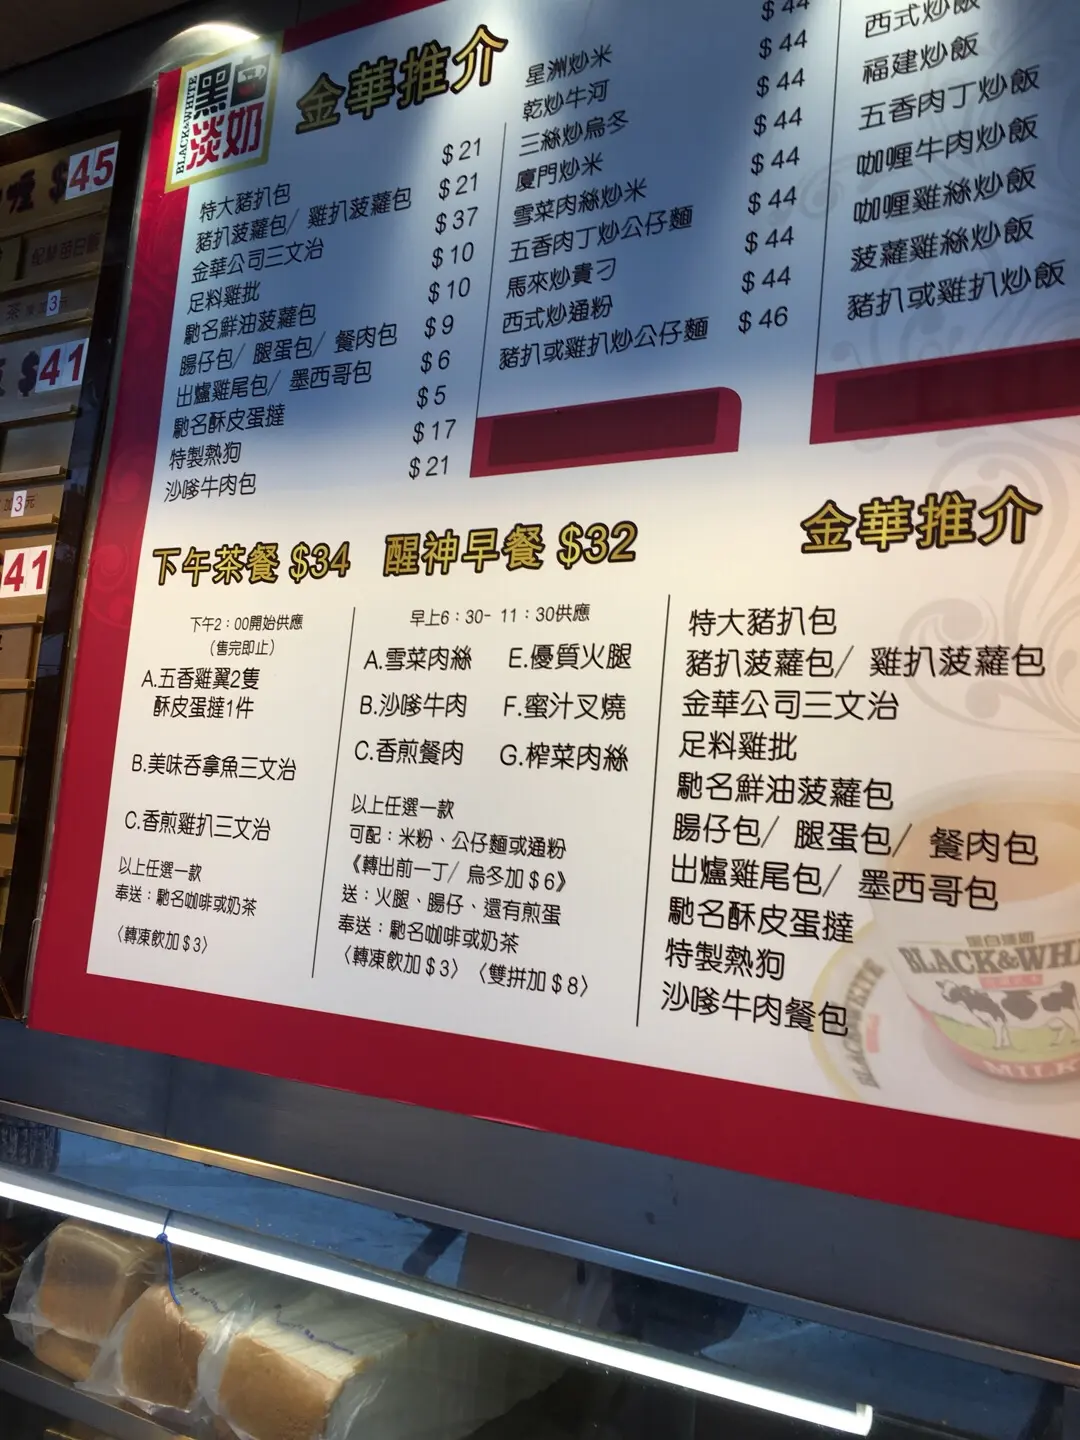 黑白
淡奶
BLACK&WHITE
金華推介
特大豬扒包 $21
豬扒菠蘿包/ 雞扒菠蘿包 $21
金華公司三文治 $37
足料雞批 $10
馳名鮮油菠蘿包 $10
腸仔包/ 腿蛋包/ 餐肉包 $9
出爐雞尾包/ 墨西哥包 $6
馳名酥皮蛋撻 $5
特製熱狗 $17
沙嗲牛肉包 $21
$44
星洲炒米 $44
乾炒牛河 $44
三絲炒烏冬 $44
廈門炒米 $44
雪菜肉絲炒米 $44
五香肉丁炒公仔麵 $44
馬來炒貴刁
西式炒通粉 $44
豬扒或雞扒炒公仔麵 $46
西式炒飯
福建炒飯
五香肉丁炒飯
咖喱牛肉炒飯
咖喱雞絲炒飯
菠蘿雞絲炒飯
豬扒或雞扒炒飯
$45
$41
3
加3元
41
下午茶餐 $34
下午2：00開始供應
（售完即止）
A.五香雞翼2隻
酥皮蛋撻1件
B.美味吞拿魚三文治
C.香煎雞扒三文治
以上任選一款
奉送：馳名咖啡或奶茶
〈轉凍飲加$3〉
醒神早餐 $32
早上6：30- 11：30供應
A.雪菜肉絲 E.優質火腿
B.沙嗲牛肉 F.蜜汁叉燒
C.香煎餐肉 G.榨菜肉絲
以上任選一款
可配：米粉、公仔麵或通粉
《轉出前一丁/ 烏冬加$6》
送：火腿、腸仔、還有煎蛋
奉送：馳名咖啡或奶茶
〈轉凍飲加$3〉〈雙拼加$8〉
金華推介
特大豬扒包
豬扒菠蘿包/ 雞扒菠蘿包
金華公司三文治
足料雞批
馳名鮮油菠蘿包
腸仔包/ 腿蛋包/ 餐肉包
出爐雞尾包/ 墨西哥包
馳名酥皮蛋撻
特製熱狗
沙嗲牛肉餐包
黑白淡奶
BLACK&WHI
MILK
BLACK&WHITE